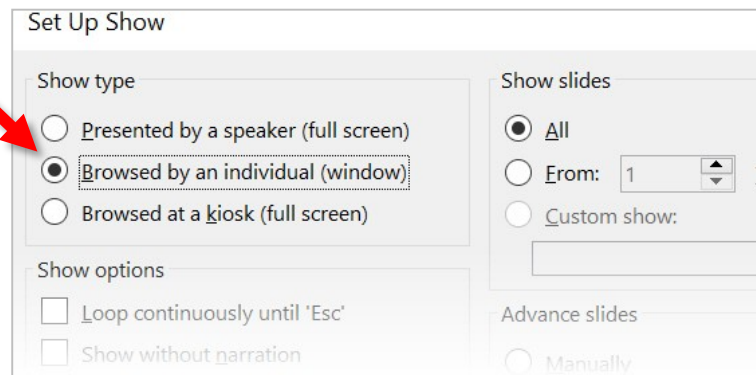 Set Up Show
Show type
Presented by a speaker (full screen)
Browsed by an individual (window)
Browsed at a kiosk (full screen)
Show slides
All
From: 1
Custom show:
Show options
Loop continuously until 'Esc'
Show without narration
Advance slides
Manually